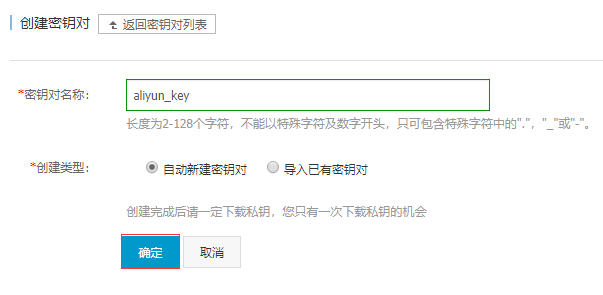 创建密钥对 返回密钥对列表
*密钥对名称： aliyun_key
长度为2-128个字符，不能以特殊字符及数字开头，只可包含特殊字符中的"."，"_"或"-"。
*创建类型： 自动新建密钥对 导入已有密钥对
创建完成后请一定下载私钥，您只有一次下载私钥的机会
确定 取消